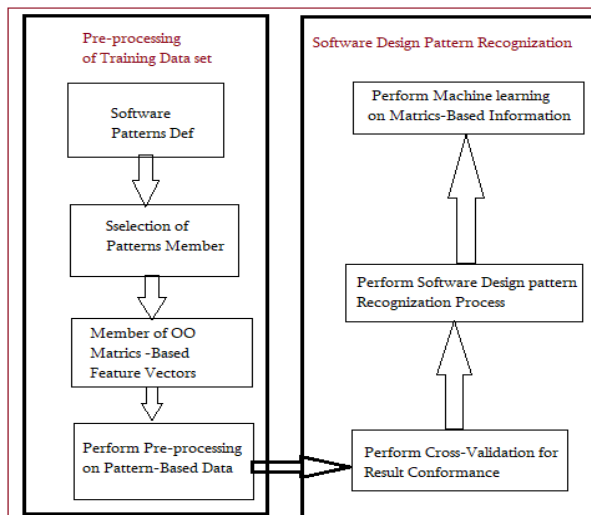 Pre-processing
of Training Data set
Software
Patterns Def
Sselection of
Patterns Member
Member of OO
Matrics -Based
Feature Vectors
Perform Pre-processing
on Pattern-Based Data
Software Design Pattern Recognization
Perform Machine learning
on Matrics-Based Information
Perform Software Design pattern
Recognization Process
Perform Cross-Validation for
Result Conformance